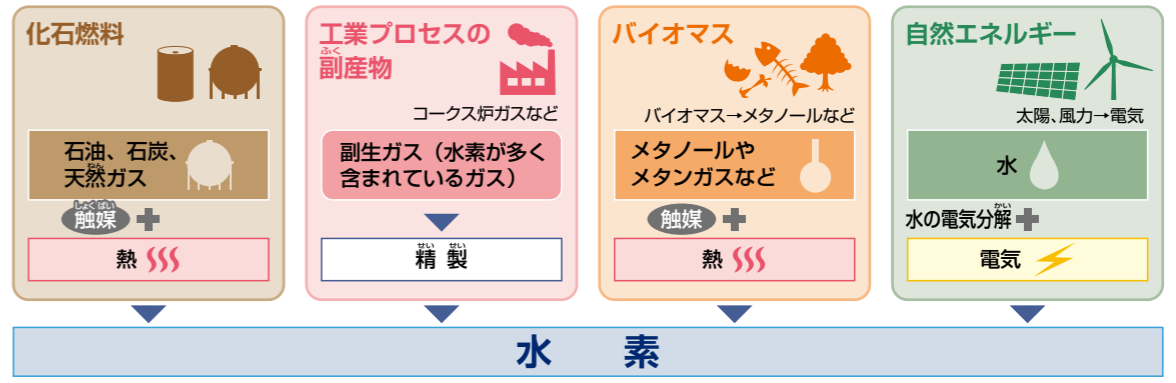 化石燃料
石油、石炭、
天然ガス
ねん
触媒
しょくばい
熱
工業プロセスの
副産物
ふく
コークス炉ガスなど
副生ガス（水素が多く
含まれているガス）
精製
せい せい
バイオマス
バイオマス→メタノールなど
メタノールや
メタンガスなど
触媒
熱
自然エネルギー
太陽、風力→電気
水
水の電気分解
かい
電気
水素